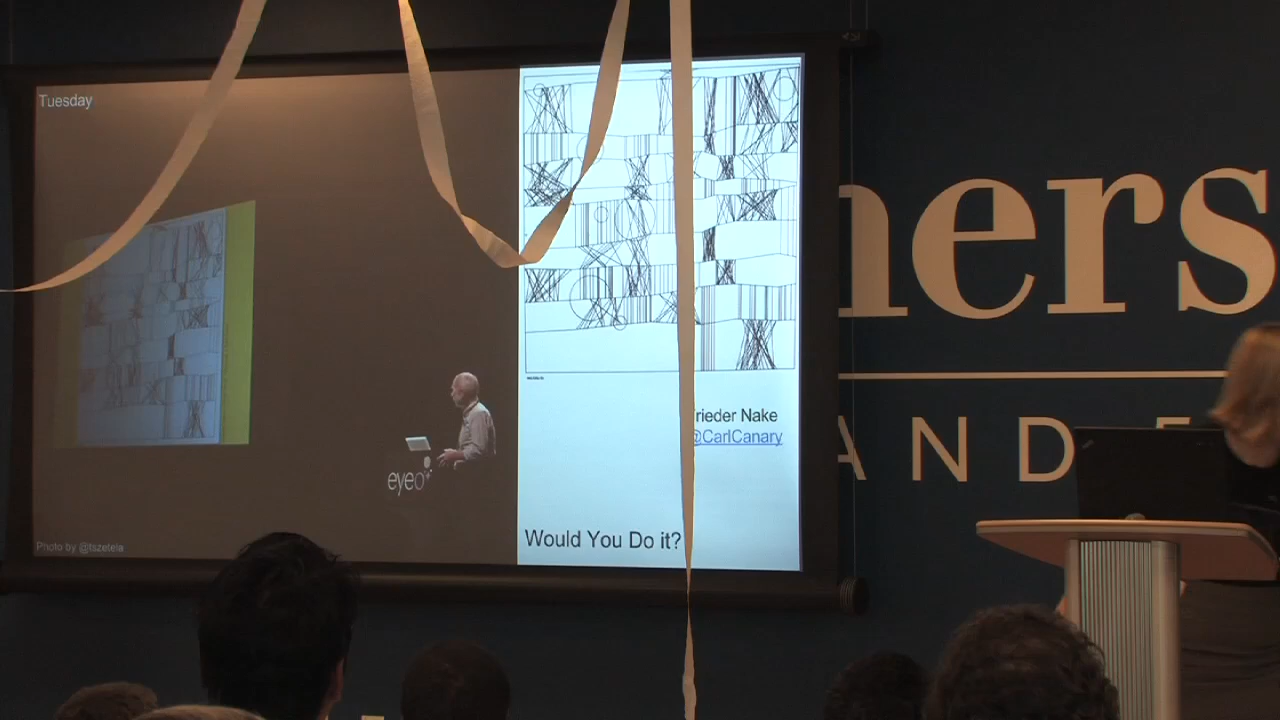 Tuesday
eyeo
Photo by @tszetela
rieder Nake
@CarlCanary
Would You Do it?
ners
AND